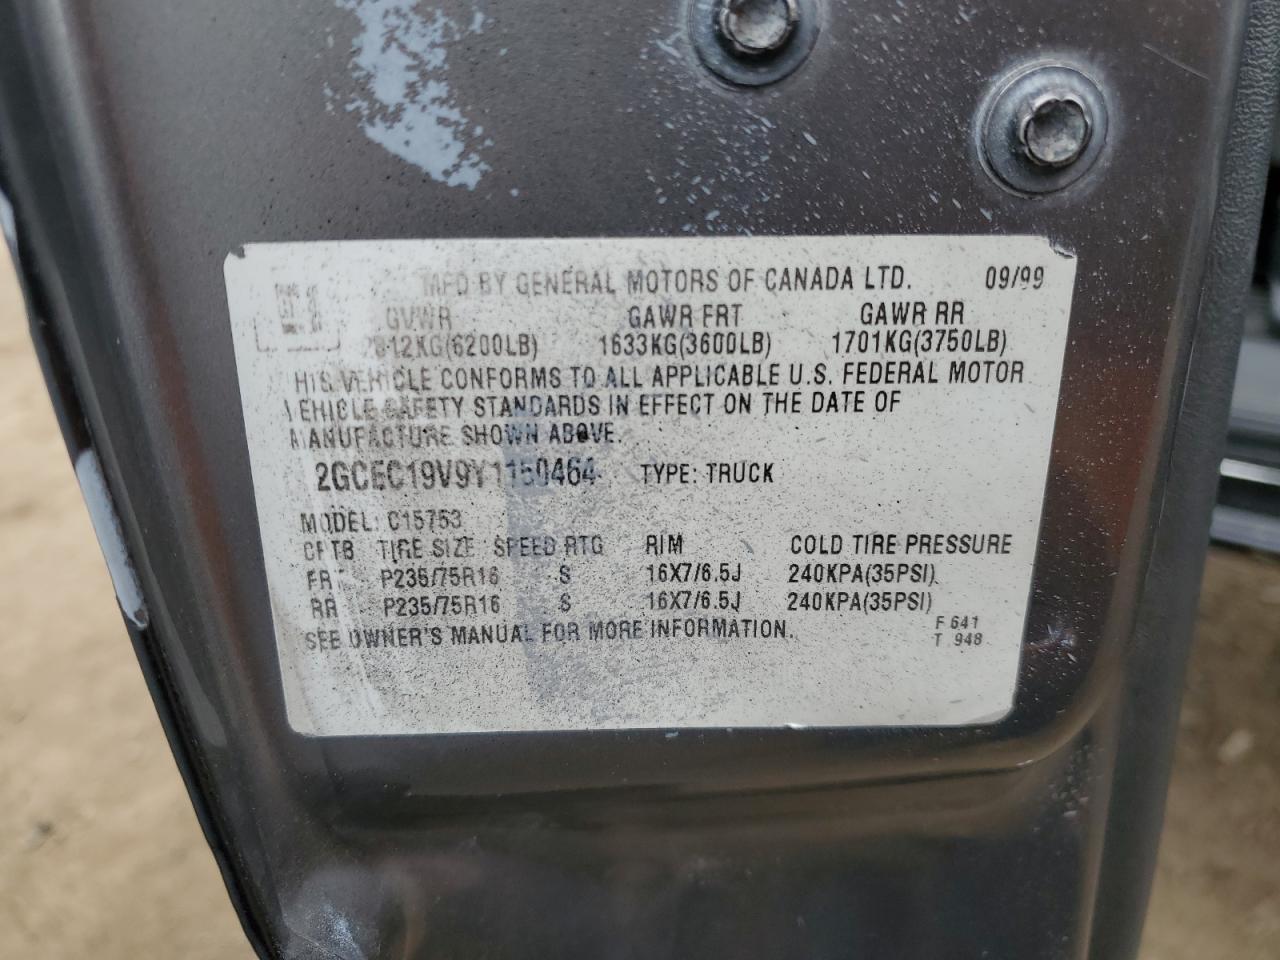 GM
MFD BY GENERAL MOTORS OF CANADA LTD. 09/99
GVWR GAWR FRT GAWR RR
2812KG(6200LB) 1633KG(3600LB) 1701KG(3750LB)
THIS VEHICLE CONFORMS TO ALL APPLICABLE U.S. FEDERAL MOTOR
VEHICLE SAFETY STANDARDS IN EFFECT ON THE DATE OF
MANUFACTURE SHOWN ABOVE.
2GCEC19V9Y1150464 TYPE: TRUCK
MODEL: C15753
TIRE SIZE SPEED RTG RIM COLD TIRE PRESSURE
FRT P235/75R16 S 16X7/6.5J 240KPA(35PSI)
RR P235/75R16 S 16X7/6.5J 240KPA(35PSI)
SEE OWNER'S MANUAL FOR MORE INFORMATION.
F 641
T 948